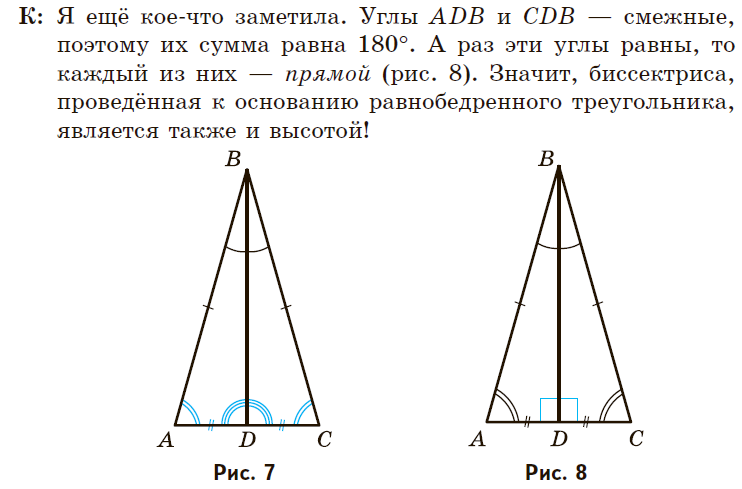 К: Я ещё кое-что заметила. Углы ADB и CDB — смежные,
поэтому их сумма равна 180°. А раз эти углы равны, то
каждый из них — прямой (рис. 8). Значит, биссектриса,
проведённая к основанию равнобедренного треугольника,
является также и высотой!
B
A D C
Рис. 7
B
A D C
Рис. 8